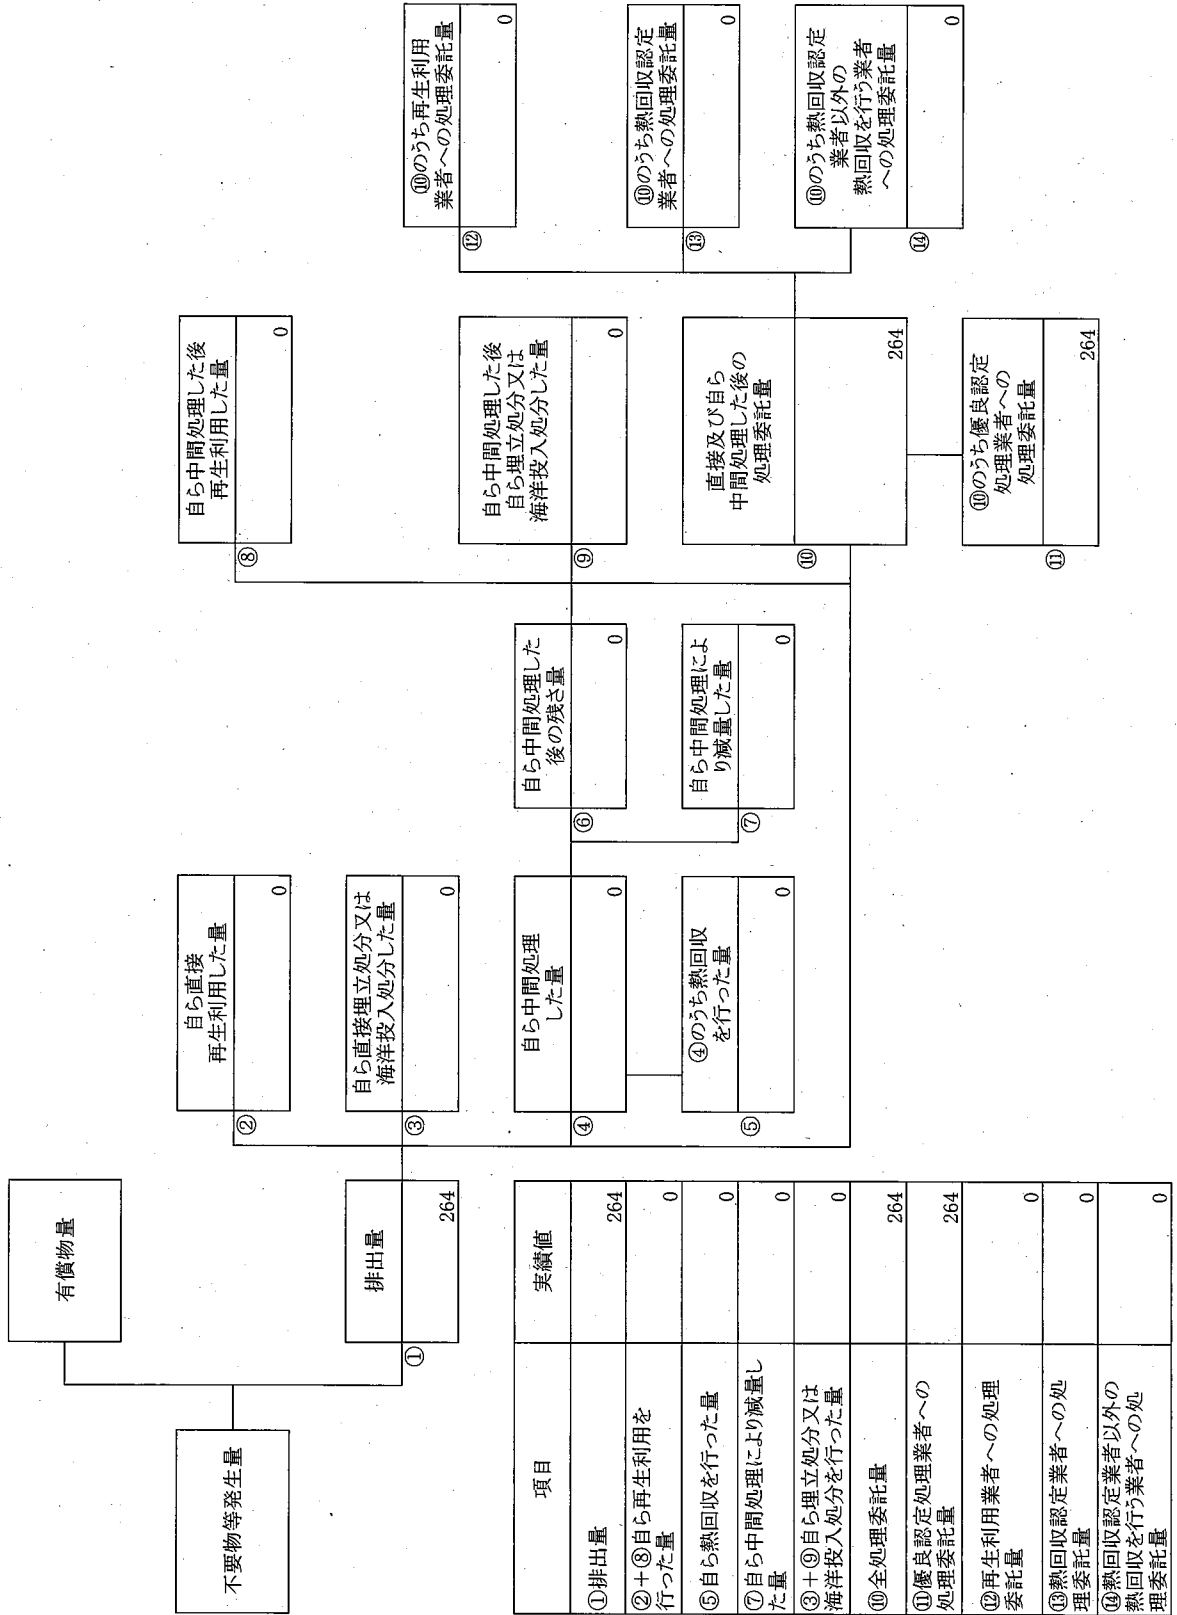 不要物等発生量
有償物量
排出量
①
264
自ら直接
再生利用した量
②
0
自ら直接埋立処分又は
海洋投入処分した量
③
0
自ら中間処理
した量
④
0
④のうち熱回収
を行った量
⑤
0
自ら中間処理した
後の残さ量
⑥
0
自ら中間処理によ
り減量した量
⑦
0
自ら中間処理した後
再生利用した量
⑧
0
自ら中間処理した後
自ら埋立処分又は
海洋投入処分した量
⑨
0
直接及び自ら
中間処理した後の
処理委託量
⑩
264
⑩のうち優良認定
処理業者への
処理委託量
⑪
264
⑩のうち再生利用
業者への処理委託量
⑫
0
⑩のうち熱回収認定
業者への処理委託量
⑬
0
⑩のうち熱回収認定
業者以外の
熱回収を行う業者
への処理委託量
⑭
0
項目 実績値
①排出量 264
②+⑧自ら再生利用を
行った量 0
⑤自ら熱回収を行った量 0
⑦自ら中間処理により減量し
た量 0
③+⑨自ら埋立処分又は
海洋投入処分を行った量 0
⑩全処理委託量 264
⑪優良認定処理業者への
処理委託量 264
⑫再生利用業者への処理
委託量 0
⑬熱回収認定業者への処
理委託量 0
⑭熱回収認定業者以外の
熱回収を行う業者への処
理委託量 0